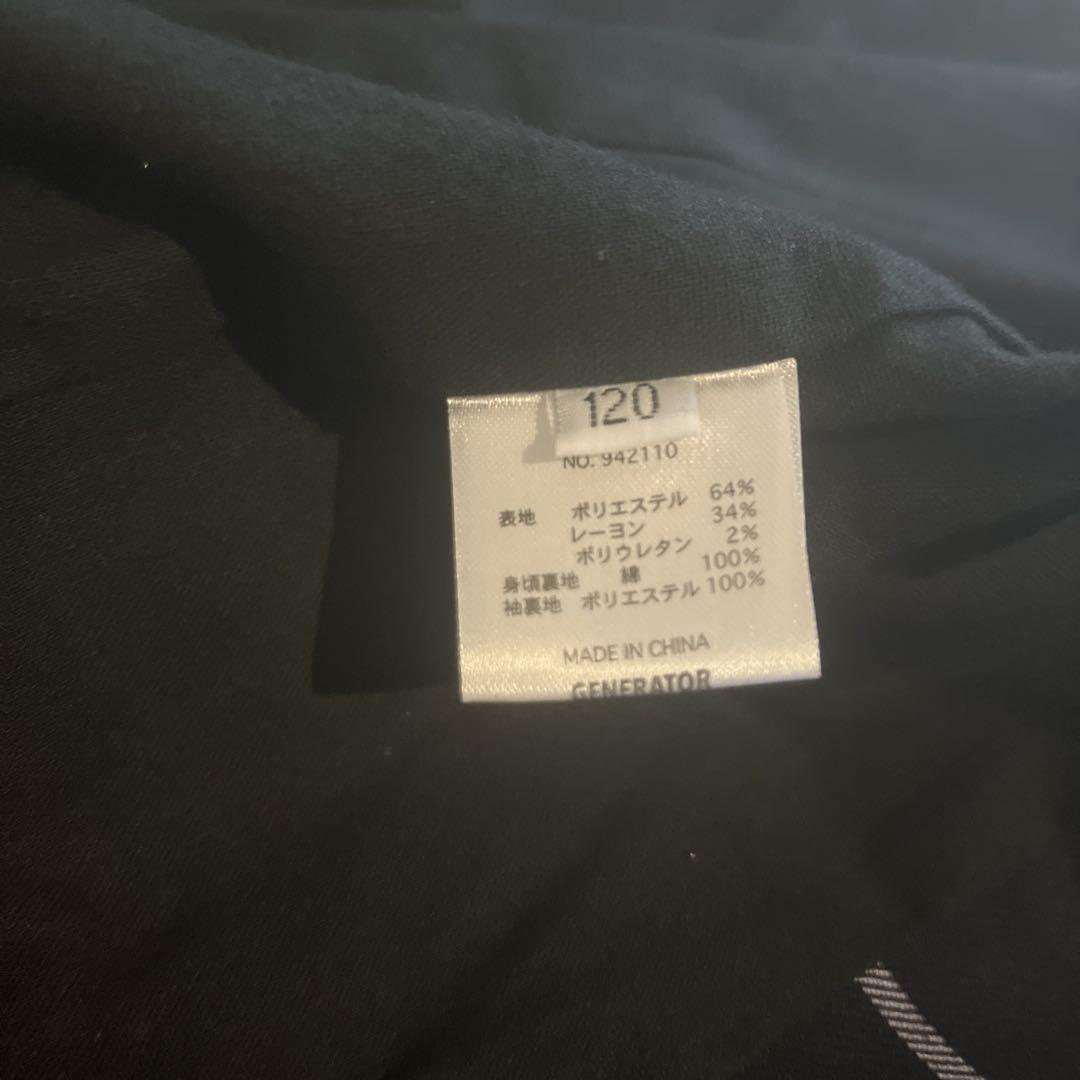 120
NO. 942110
表地 ポリエステル 64%
レーヨン 34%
ポリウレタン 2%
身頃裏地 綿 100%
袖裏地 ポリエステル 100%
MADE IN CHINA
GENERATOR